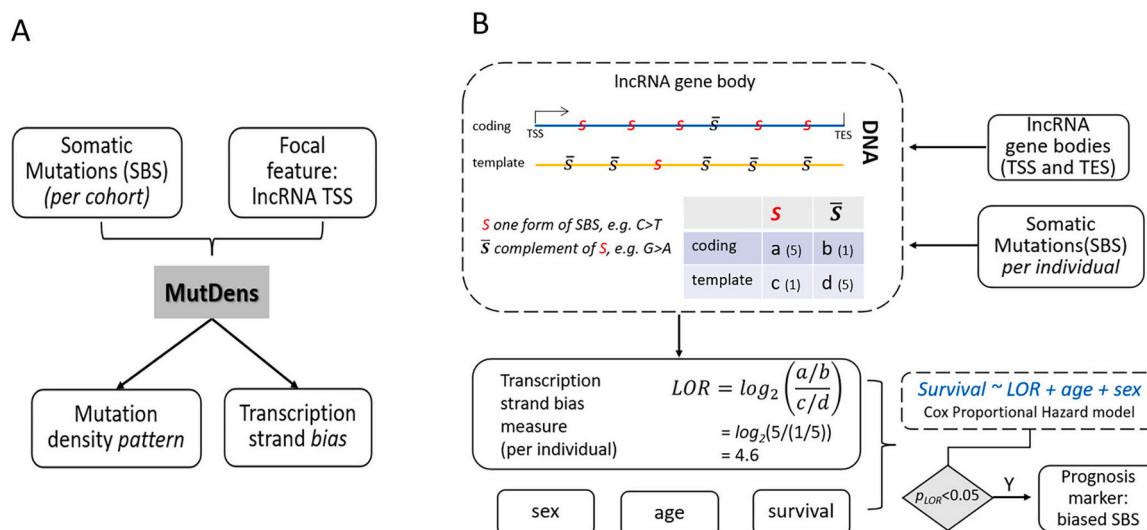 A
Somatic
Mutations (SBS)
(per cohort)
Focal
feature:
lncRNA TSS
MutDens
Mutation
density pattern
Transcription
strand bias
B
lncRNA gene body
coding
S S S S̅ S S
TSS
TES
template
S̅ S̅ S S̅ S̅ S̅
DNA
S one form of SBS, e.g. C>T
S̅ complement of S, e.g. G>A
S S̅
coding a (5) b (1)
template c (1) d (5)
lncRNA
gene bodies
(TSS and TES)
Somatic
Mutations(SBS)
per individual
Transcription
strand bias
measure
(per individual)
LOR = log₂((a/b)/(c/d))
= log₂(5/(1/5))
= 4.6
sex
age
survival
Survival ~ LOR + age + sex
Cox Proportional Hazard model
pLOR<0.05
Y
Prognosis
marker:
biased SBS